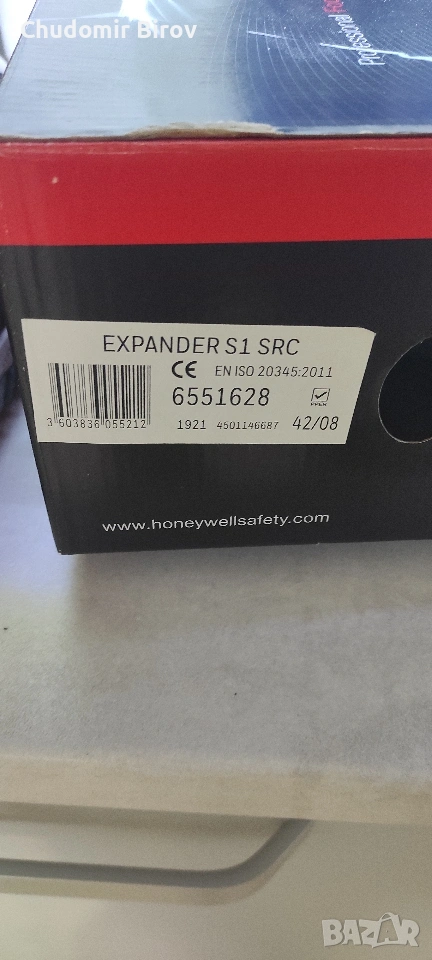 Chudomir Birov
Professional
EXPANDER S1 SRC
CE EN ISO 20345:2011
6551628
3 603836 055212
1921 4501146687 42/08
www.honeywellsafety.com
BAZAR